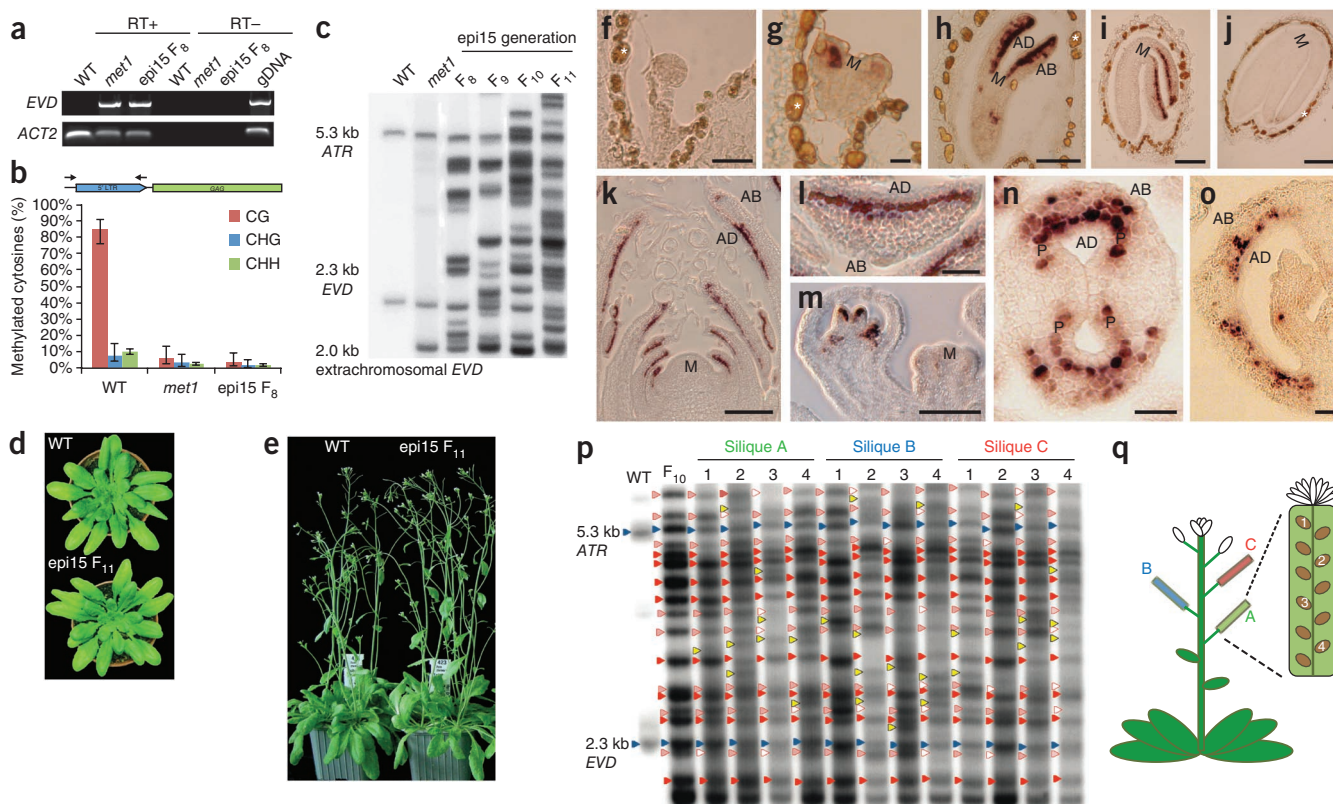 a
RT+
RT–
WT
met1
epi15 F8
WT
met1
epi15 F8
gDNA
EVD
ACT2
b
5' LTR
GAG
Methylated cytosines (%)
100%
90%
80%
70%
60%
50%
40%
30%
20%
10%
0%
CG
CHG
CHH
WT
met1
epi15 F8
c
epi15 generation
WT
met1
F8
F9
F10
F11
5.3 kb
ATR
2.3 kb
EVD
2.0 kb
extrachromosomal EVD
d
WT
epi15 F11
e
WT
epi15 F11
423
f
*
g
M
*
h
AD
M
AB
*
i
M
j
M
*
k
AB
AD
M
l
AD
AB
m
M
n
AB
P
AD
P
P
P
o
AB
AD
p
Silique A
Silique B
Silique C
WT
F10
1
2
3
4
1
2
3
4
1
2
3
4
5.3 kb
ATR
2.3 kb
EVD
q
B
C
A
1
2
3
4